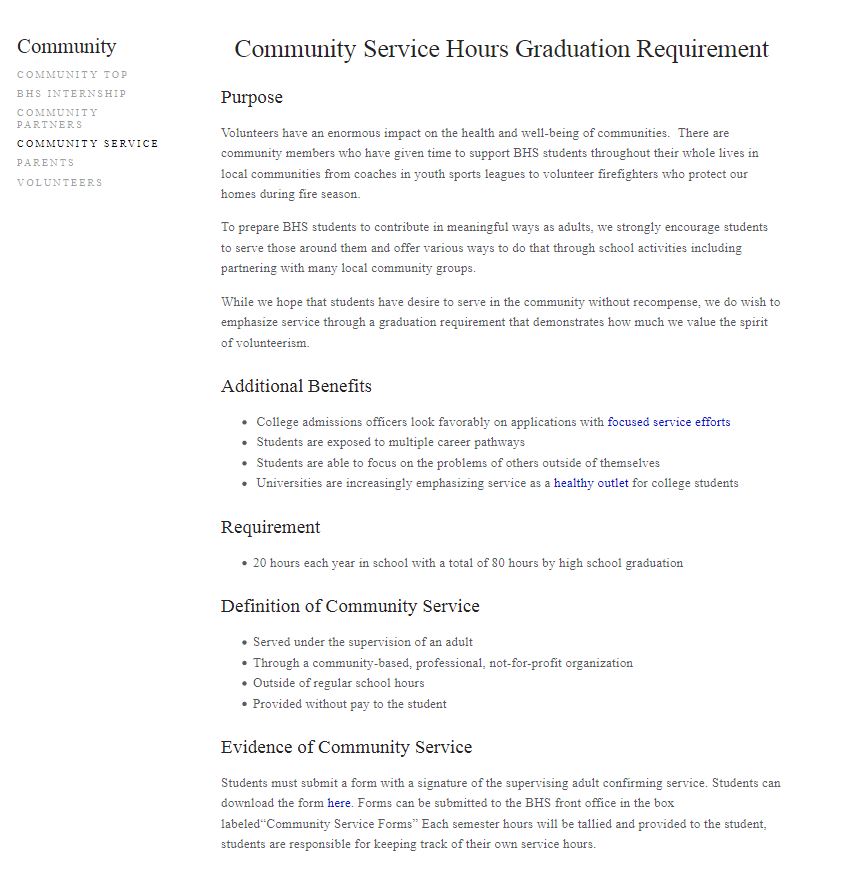 Community
COMMUNITY TOP
BHS INTERNSHIP
COMMUNITY
PARTNERS
COMMUNITY SERVICE
PARENTS
VOLUNTEERS
Community Service Hours Graduation Requirement
Purpose
Volunteers have an enormous impact on the health and well-being of communities.  There are
community members who have given time to support BHS students throughout their whole lives in
local communities from coaches in youth sports leagues to volunteer firefighters who protect our
homes during fire season.
To prepare BHS students to contribute in meaningful ways as adults, we strongly encourage students
to serve those around them and offer various ways to do that through school activities including
partnering with many local community groups.
While we hope that students have desire to serve in the community without recompense, we do wish to
emphasize service through a graduation requirement that demonstrates how much we value the spirit
of volunteerism.
Additional Benefits
• College admissions officers look favorably on applications with focused service efforts
• Students are exposed to multiple career pathways
• Students are able to focus on the problems of others outside of themselves
• Universities are increasingly emphasizing service as a healthy outlet for college students
Requirement
• 20 hours each year in school with a total of 80 hours by high school graduation
Definition of Community Service
• Served under the supervision of an adult
• Through a community-based, professional, not-for-profit organization
• Outside of regular school hours
• Provided without pay to the student
Evidence of Community Service
Students must submit a form with a signature of the supervising adult confirming service. Students can
download the form here. Forms can be submitted to the BHS front office in the box
labeled“Community Service Forms” Each semester hours will be tallied and provided to the student,
students are responsible for keeping track of their own service hours.